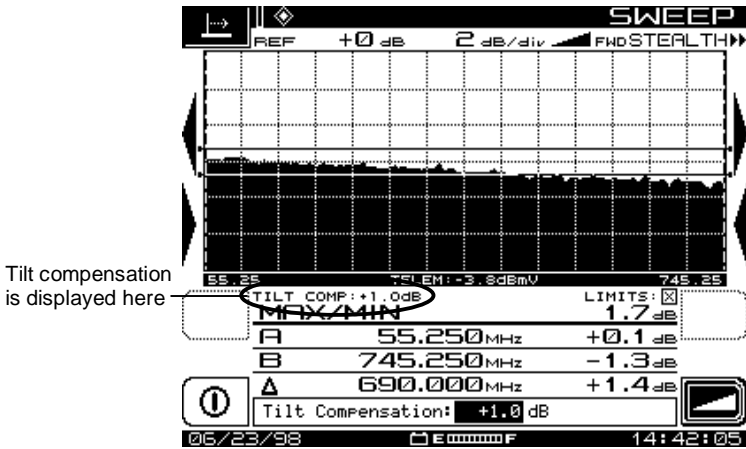 SWEEP
REF +0 dB 2 dB/div FWD STEALTH
55.25 TELEM:-3.8dBmV 745.25
Tilt compensation
is displayed here
TILT COMP:+1.0dB LIMITS:
MAX/MIN 1.7 dB
A 55.250 MHz +0.1 dB
B 745.250 MHz -1.3 dB
Δ 690.000 MHz +1.4 dB
Tilt Compensation: +1.0 dB
06/23/98 E F 14:42:05